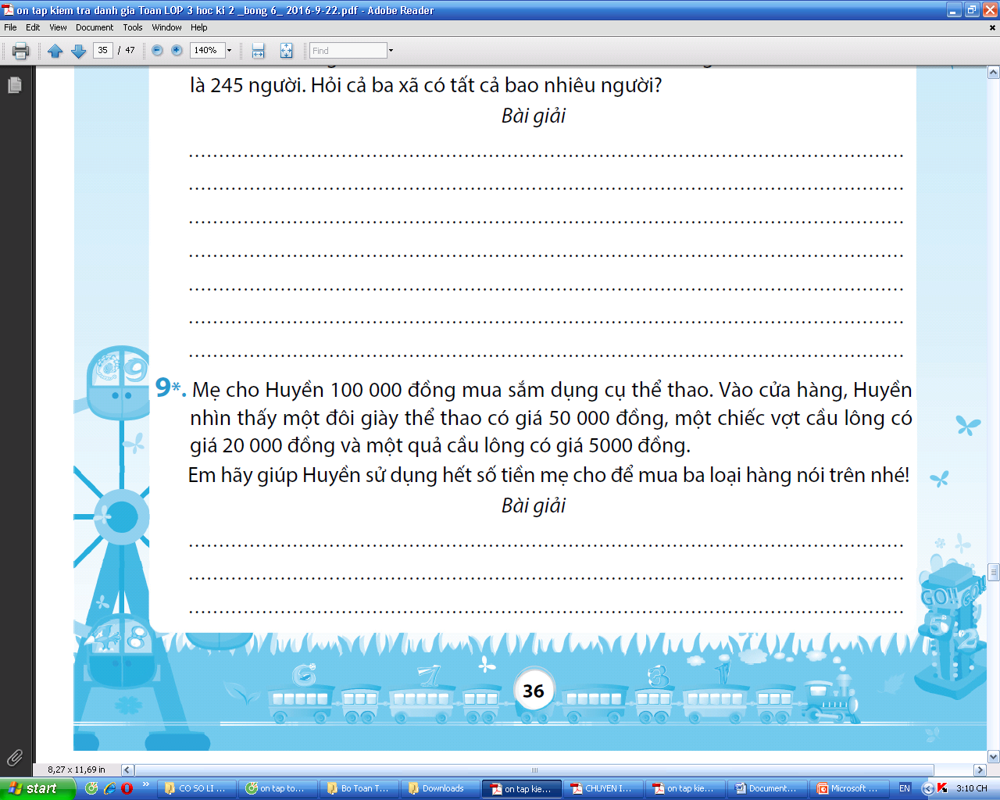 on tap kiem tra danh gia Toan LOP 3 hoc ki 2 _bong 6_ 2016-9-22.pdf - Adobe Reader
File Edit View Document Tools Window Help
35 / 47 140% Find
là 245 người. Hỏi cả ba xã có tất cả bao nhiêu người?
Bài giải
9*. Mẹ cho Huyền 100 000 đồng mua sắm dụng cụ thể thao. Vào cửa hàng, Huyền
nhìn thấy một đôi giày thể thao có giá 50 000 đồng, một chiếc vợt cầu lông có
giá 20 000 đồng và một quả cầu lông có giá 5000 đồng.
Em hãy giúp Huyền sử dụng hết số tiền mẹ cho để mua ba loại hàng nói trên nhé!
Bài giải
GO!! GO!!
36
8,27 x 11,69 in
start CO SO LI ... on tap to... Bo Toan T... Downloads on tap kie... CHUYEN I... on tap kie... Document... Microsoft ... EN 3:10 CH